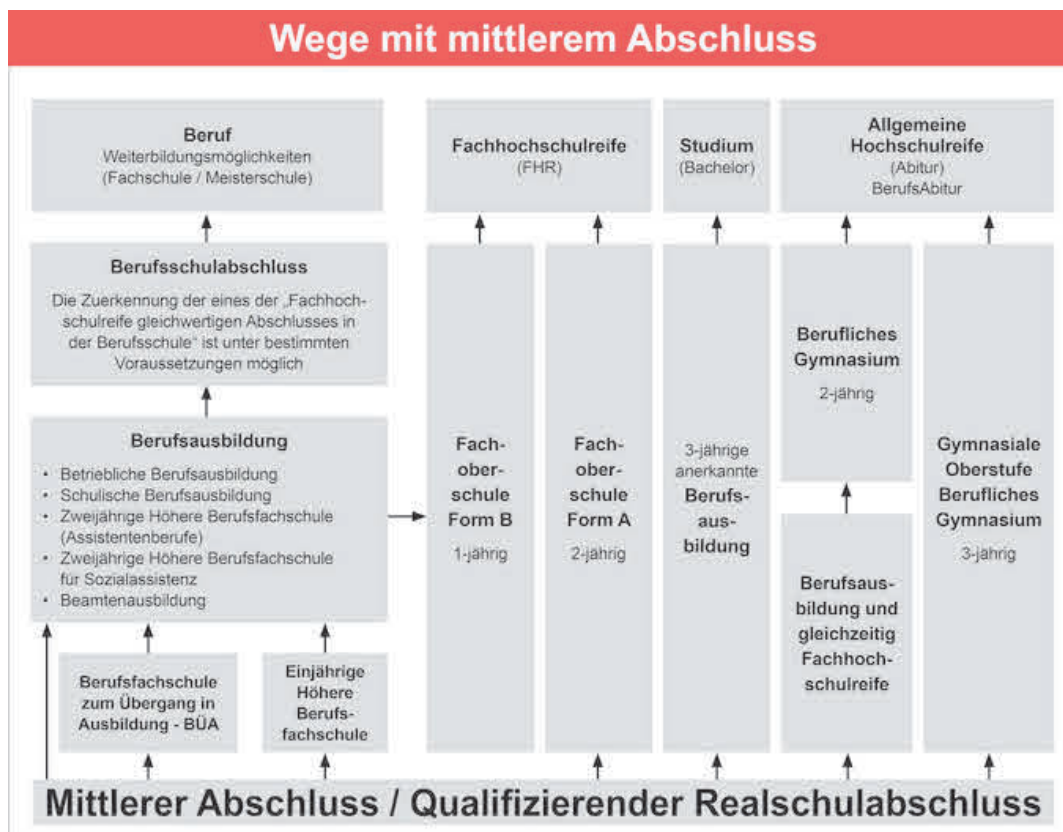 Wege mit mittlerem Abschluss
Beruf
Weiterbildungsmöglichkeiten
(Fachschule / Meisterschule)
Fachhochschulreife
(FHR)
Studium
(Bachelor)
Allgemeine
Hochschulreife
(Abitur)
BerufsAbitur
Berufsschulabschluss
Die Zuerkennung der eines der „Fachhoch-
schulreife gleichwertigen Abschlusses in
der Berufsschule“ ist unter bestimmten
Voraussetzungen möglich
Berufsausbildung
• Betriebliche Berufsausbildung
• Schulische Berufsausbildung
• Zweijährige Höhere Berufsfachschule
(Assistentenberufe)
• Zweijährige Höhere Berufsfachschule
für Sozialassistenz
• Beamtenausbildung
Berufsfachschule
zum Übergang in
Ausbildung - BÜA
Einjährige
Höhere
Berufs-
fachschule
Fach-
ober-
schule
Form B
1-jährig
Fach-
ober-
schule
Form A
2-jährig
3-jährige
anerkannte
Berufs-
aus-
bildung
Berufliches
Gymnasium
2-jährig
Berufsaus-
bildung und
gleichzeitig
Fachhoch-
schulreife
Gymnasiale
Oberstufe
Berufliches
Gymnasium
3-jährig
Mittlerer Abschluss / Qualifizierender Realschulabschluss